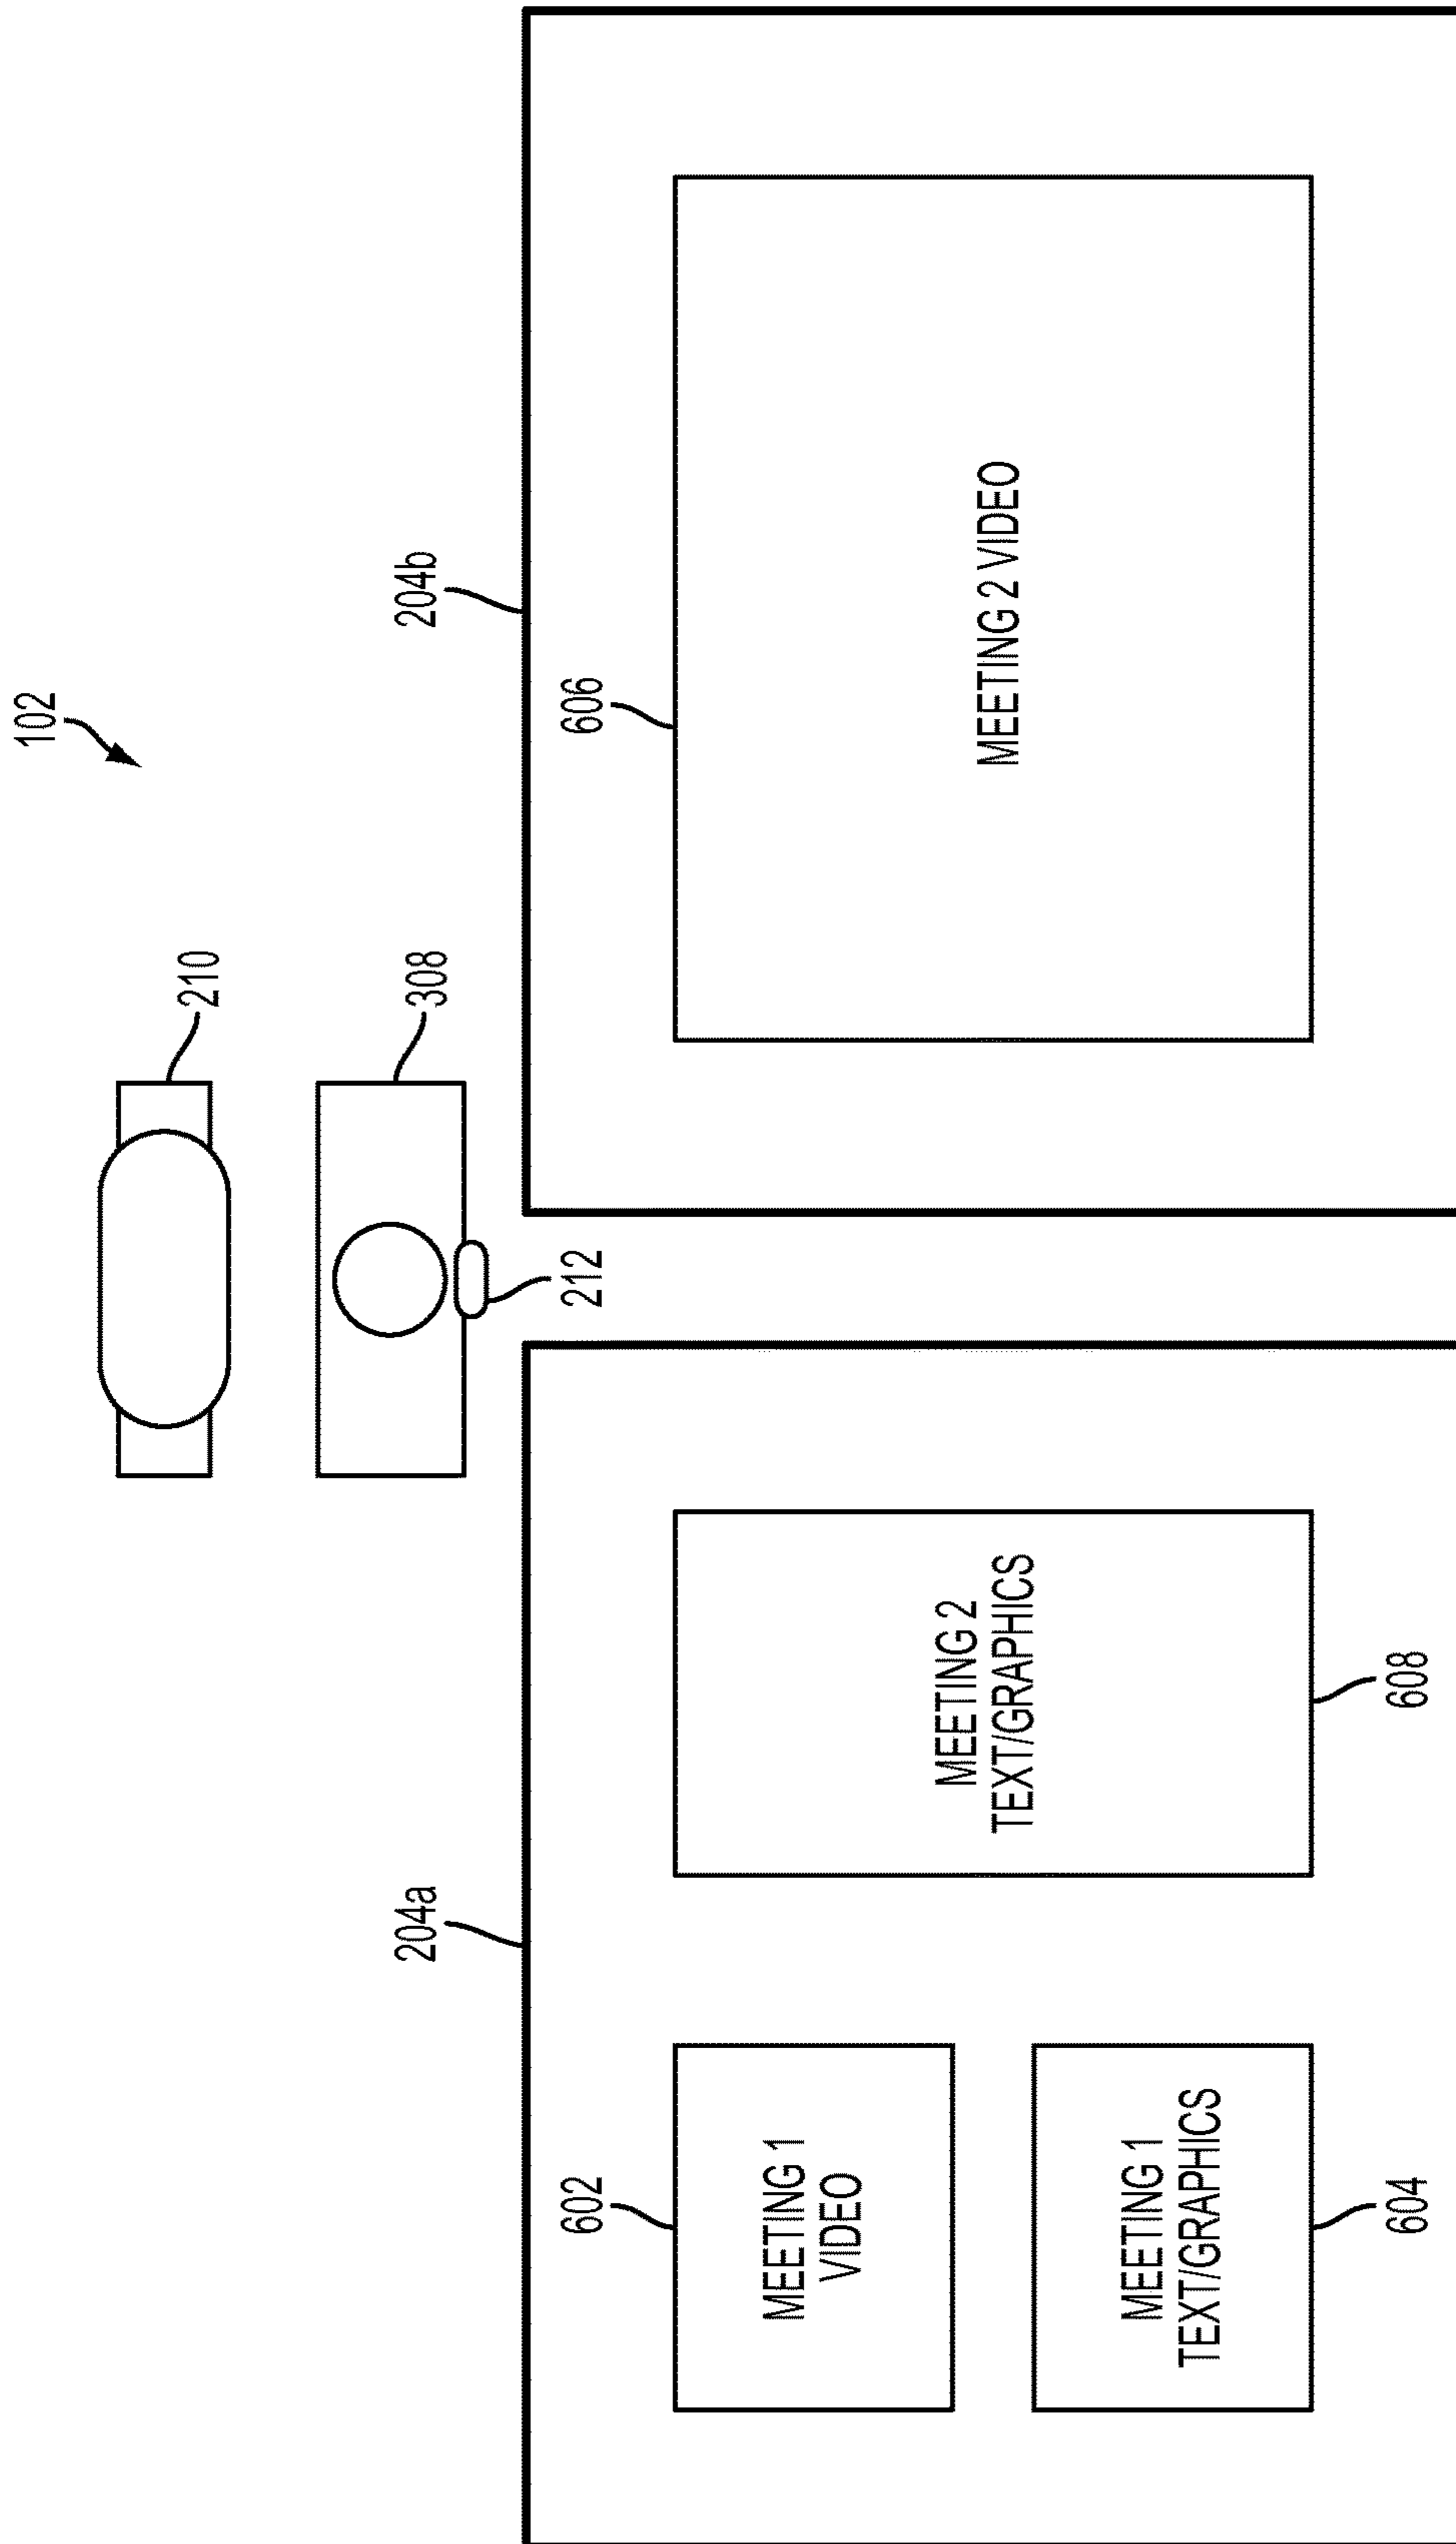 102
210
308
212
204a
204b
602
MEETING 1
VIDEO
604
MEETING 1
TEXT/GRAPHICS
MEETING 2
TEXT/GRAPHICS
608
606
MEETING 2 VIDEO